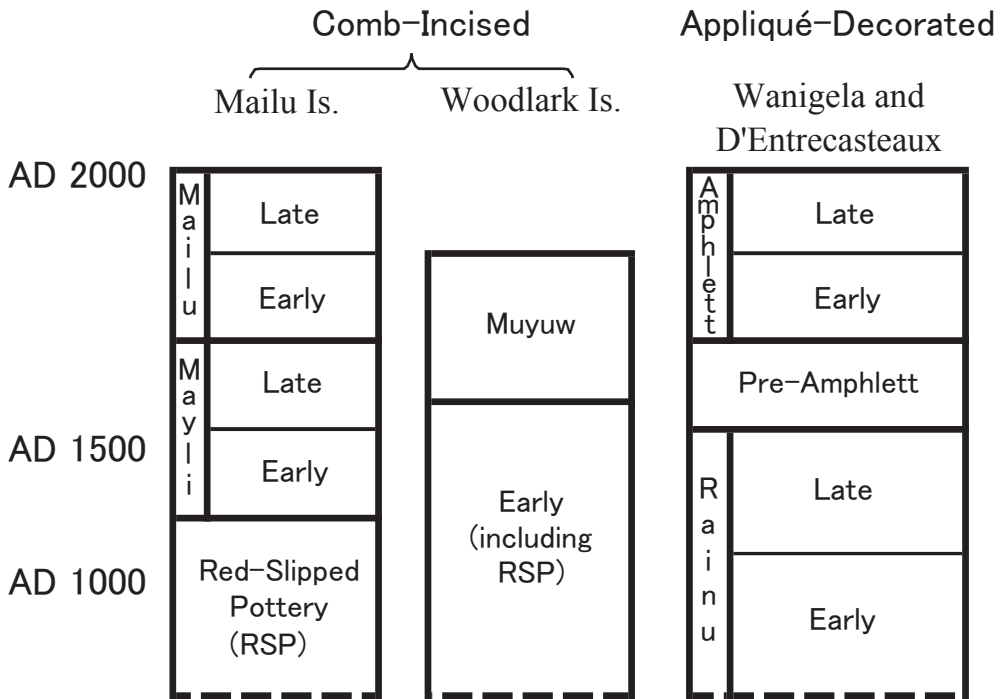 Comb-Incised
Appliqué-Decorated
Mailu Is.
Woodlark Is.
Wanigela and
D'Entrecasteaux
AD 2000
AD 1500
AD 1000
Mailu
Late
Early
Mayli
Late
Early
Red-Slipped
Pottery
(RSP)
Muyuw
Early
(including
RSP)
Amphlett
Late
Early
Pre-Amphlett
Rainu
Late
Early